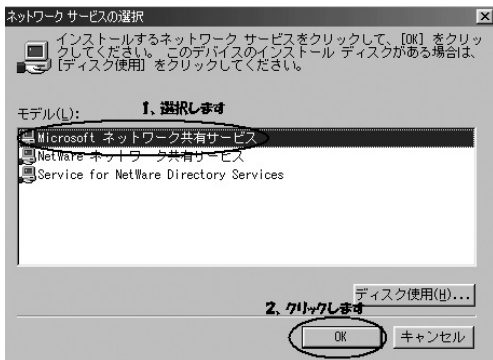 ネットワーク サービスの選択
インストールするネットワーク サービスをクリックして、[OK] をクリッ
クしてください。 このデバイスのインストール ディスクがある場合は、
[ディスク使用] をクリックしてください。
モデル(L):
1、選択します
Microsoft ネットワーク共有サービス
NetWare ネットワーク共有サービス
Service for NetWare Directory Services
ディスク使用(H)...
2、クリックします
OK
キャンセル